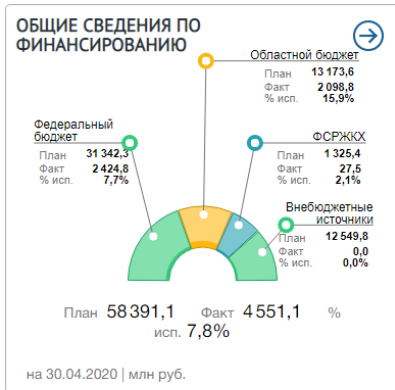 ОБЩИЕ СВЕДЕНИЯ ПО
ФИНАНСИРОВАНИЮ
Областной бюджет
План 13 173,6
Факт 2 098,8
% исп. 15,9%
Федеральный
бюджет
План 31 342,3
Факт 2 424,8
% исп. 7,7%
ФСРЖКХ
План 1 325,4
Факт 27,5
% исп. 2,1%
Внебюджетные
источники
План 12 549,8
Факт 0,0
% исп. 0,0%
План 58 391,1 Факт 4 551,1 %
исп. 7,8%
на 30.04.2020 | млн руб.